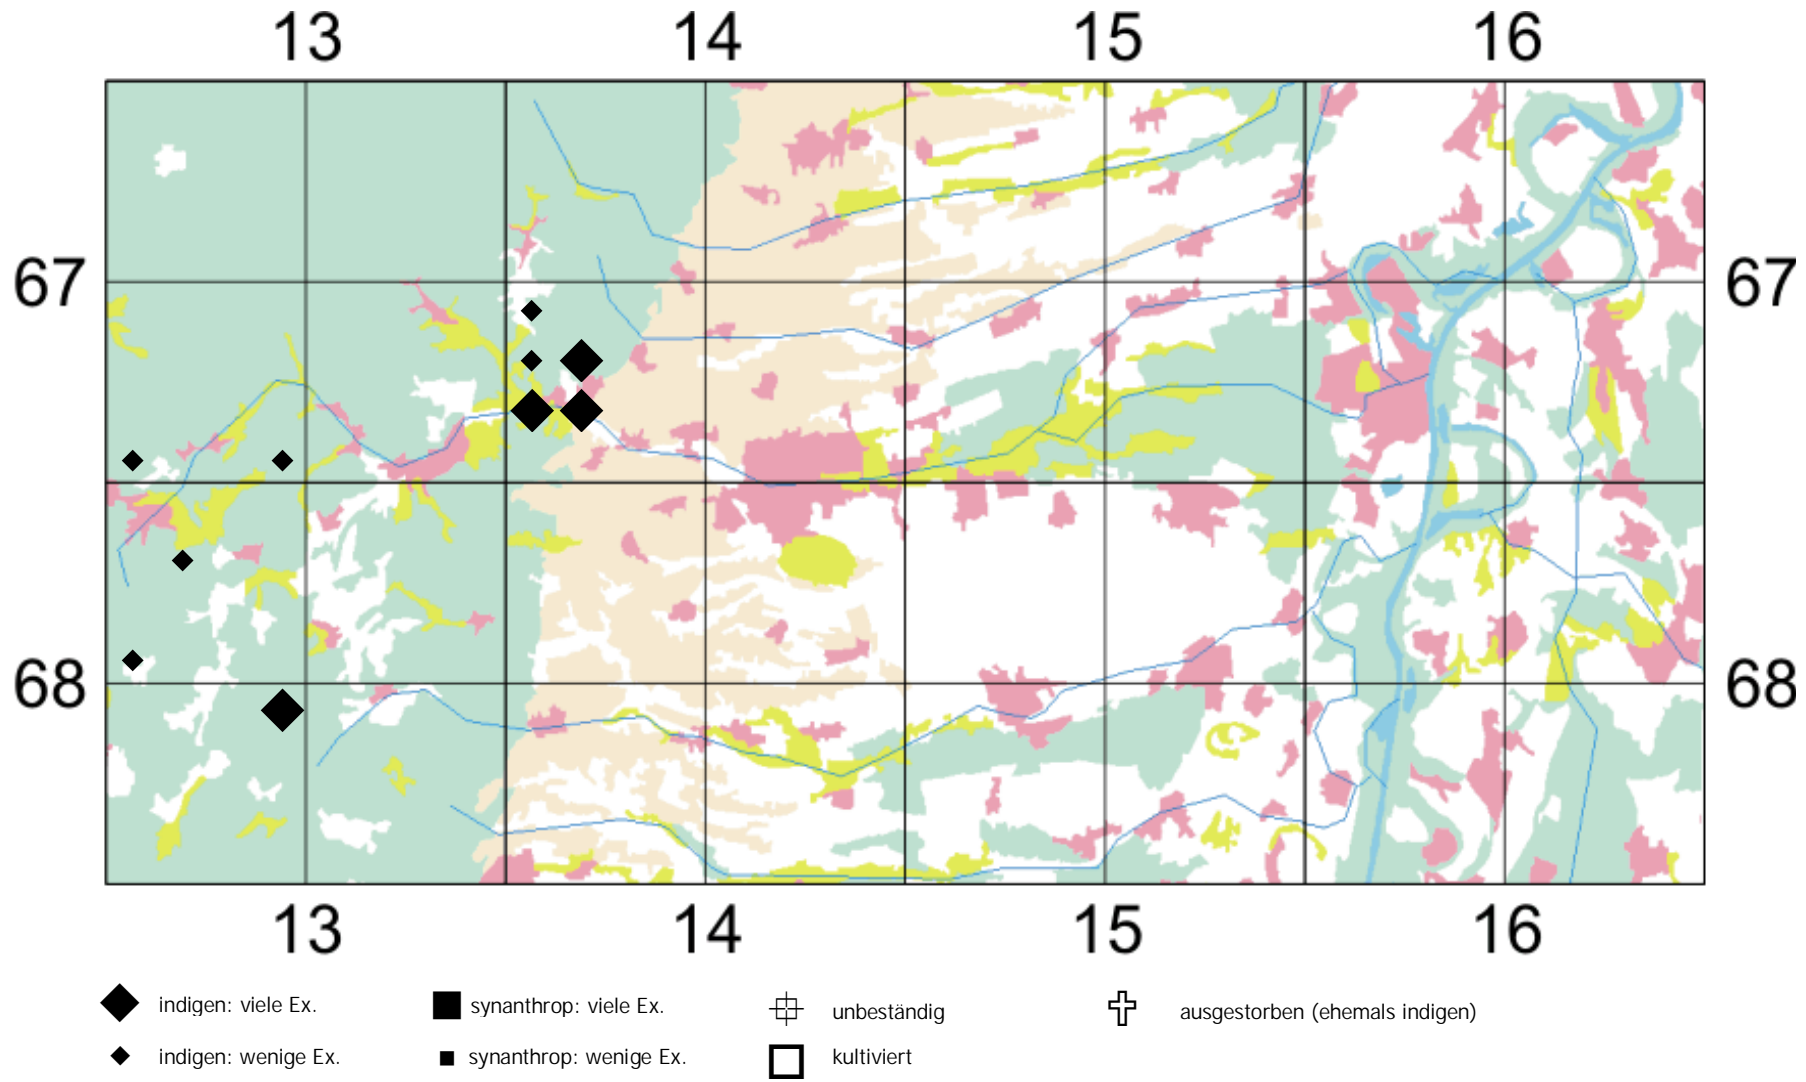 13 14 15 16
67 67
68 68
13 14 15 16
indigen: viele Ex. synanthrop: viele Ex. unbeständig ausgestorben (ehemals indigen)
indigen: wenige Ex. synanthrop: wenige Ex. kultiviert